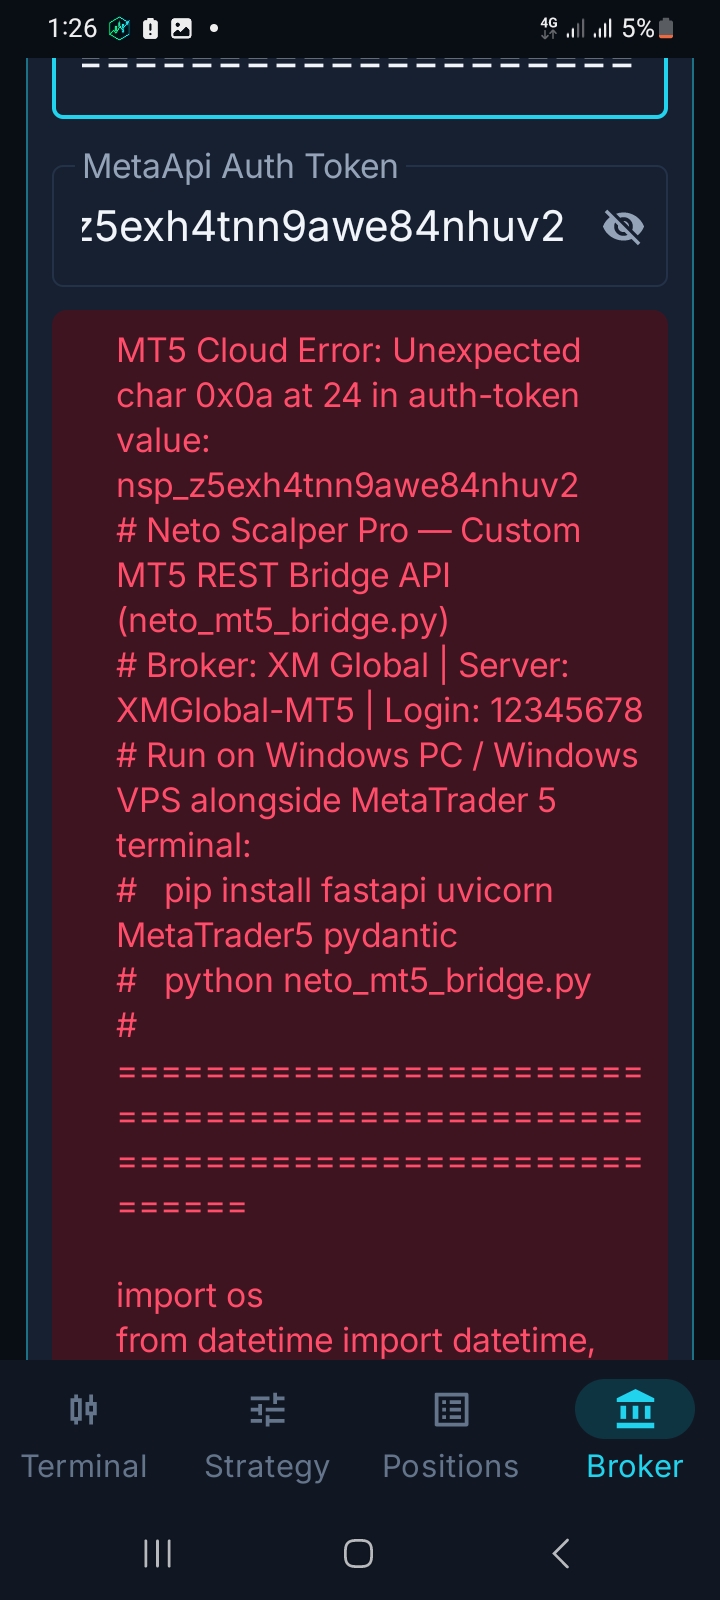 1:26
4G
5%
====================
MetaApi Auth Token
z5exh4tnn9awe84nhuv2
MT5 Cloud Error: Unexpected
char 0x0a at 24 in auth-token
value:
nsp_z5exh4tnn9awe84nhuv2
# Neto Scalper Pro — Custom
MT5 REST Bridge API
(neto_mt5_bridge.py)
# Broker: XM Global | Server:
XMGlobal-MT5 | Login: 12345678
# Run on Windows PC / Windows
VPS alongside MetaTrader 5
terminal:
#   pip install fastapi uvicorn
MetaTrader5 pydantic
#   python neto_mt5_bridge.py
#
========================
========================
========================
======
import os
from datetime import datetime,
Terminal
Strategy
Positions
Broker